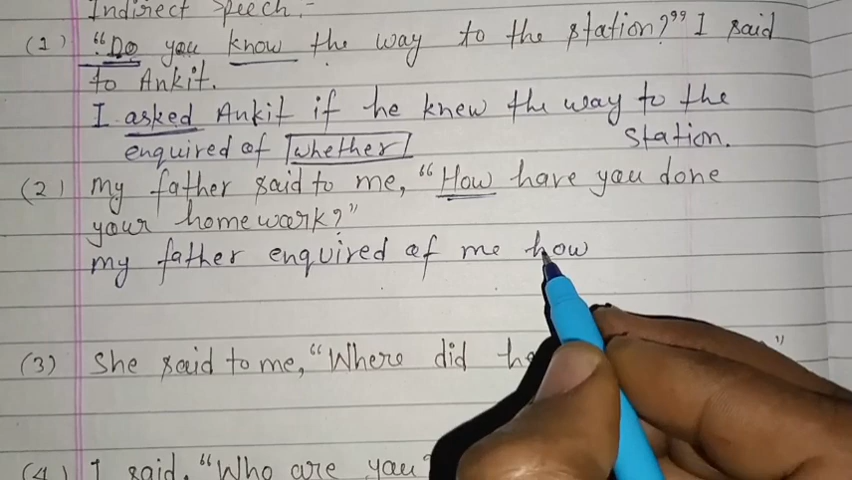 Indirect Speech :-
(1) "Do you know the way to the station?" I said
to Ankit.
I asked Ankit if he knew the way to the
station.
enquired of whether
(2) my father said to me, "How have you done
your homework?"
my father enquired of me how
(3) She said to me, "Where did "
(4) I said, "Who are you?